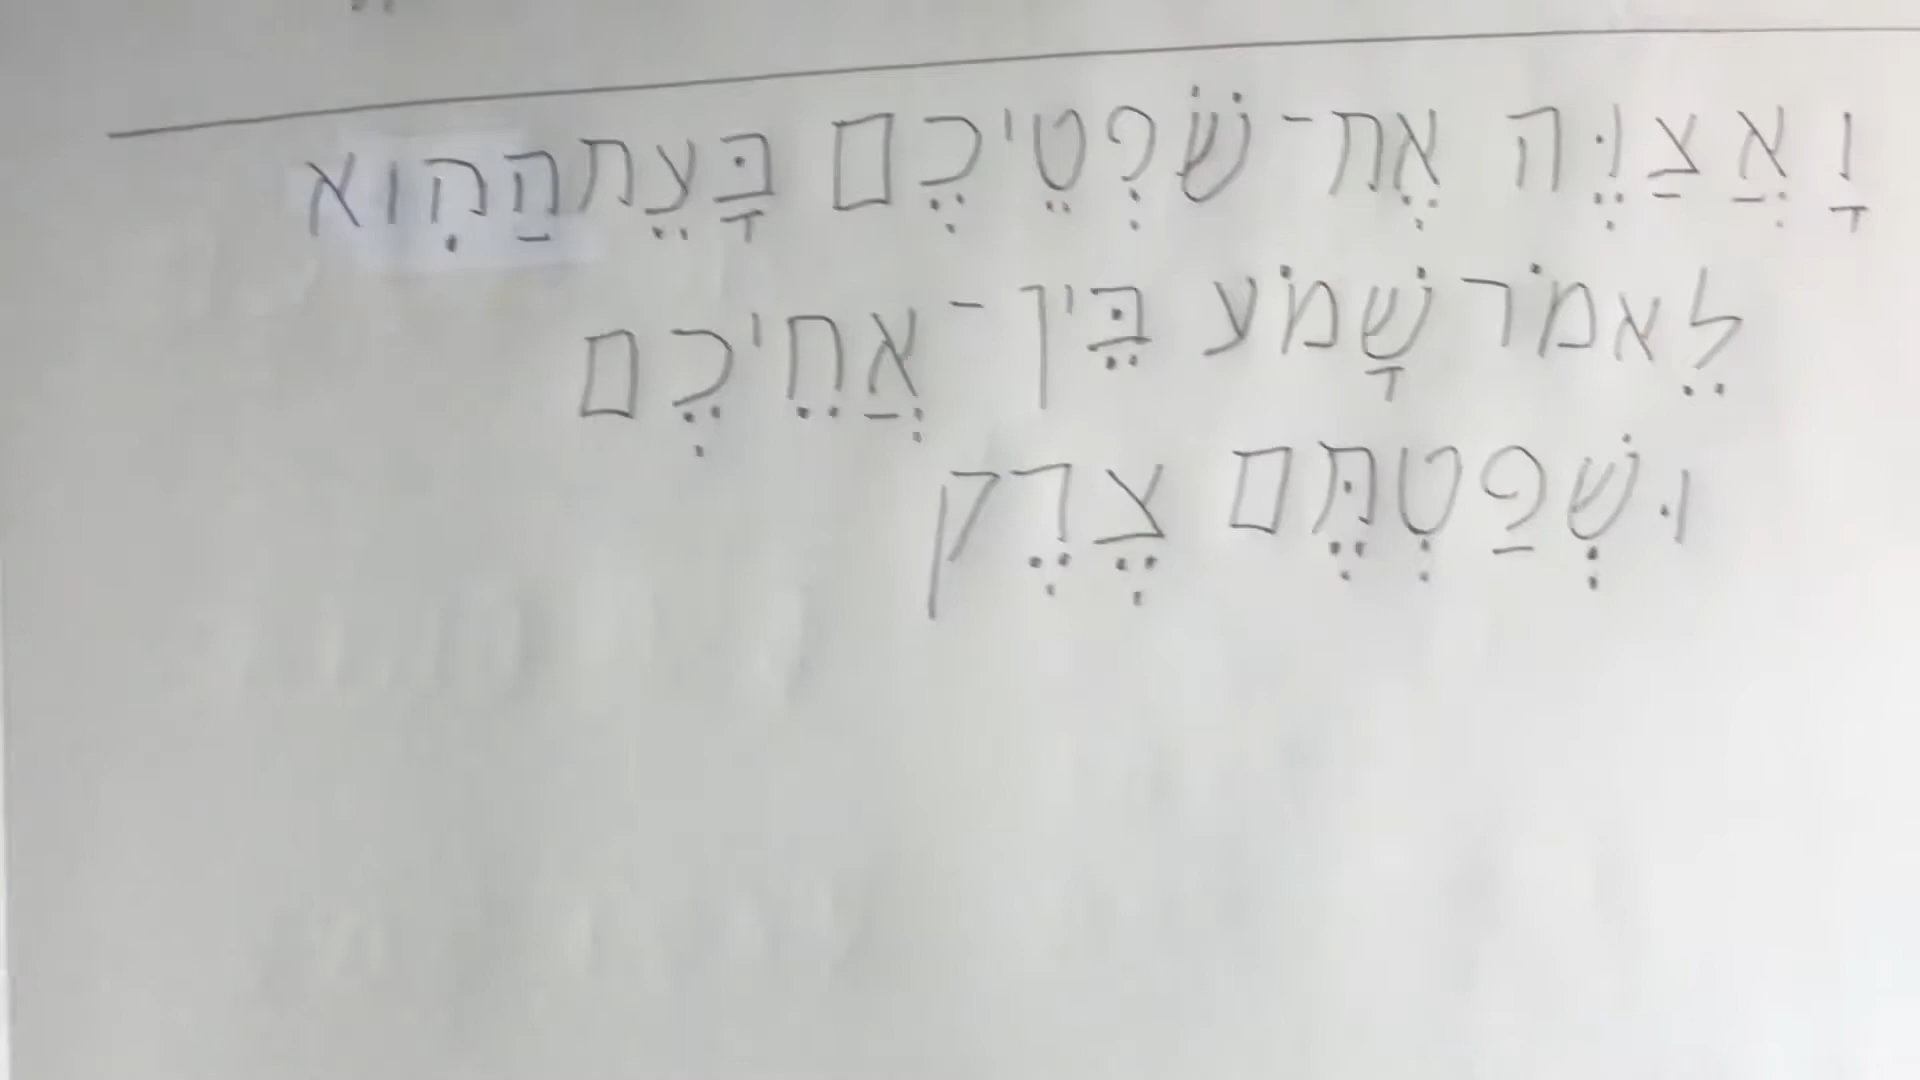 וָאֲצַוֶּה אֶת-שֹׁפְטֵיכֶם בָּעֵת הַהִוא
לֵאמֹר שָׁמֹעַ בֵּין-אֲחֵיכֶם
וּשְׁפַטְתֶּם צֶדֶק